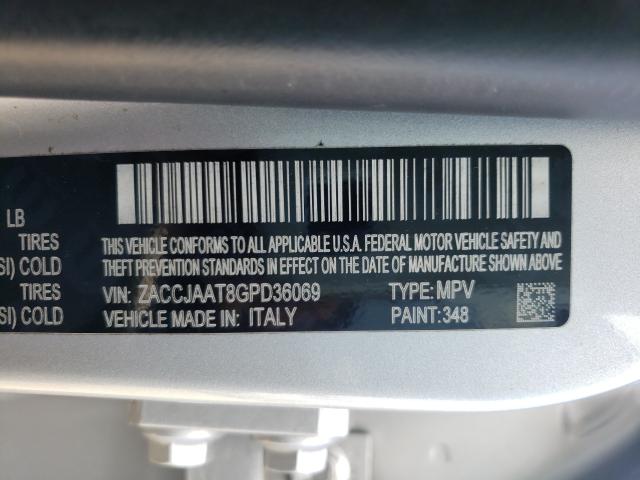 LB
TIRES
SI) COLD
TIRES
SI) COLD
THIS VEHICLE CONFORMS TO ALL APPLICABLE U.S.A. FEDERAL MOTOR VEHICLE SAFETY AND
THEFT PREVENTION STANDARDS IN EFFECT ON THE DATE OF MANUFACTURE SHOWN ABOVE
VIN: ZACCJAAT8GPD36069 TYPE: MPV
VEHICLE MADE IN: ITALY PAINT: 348